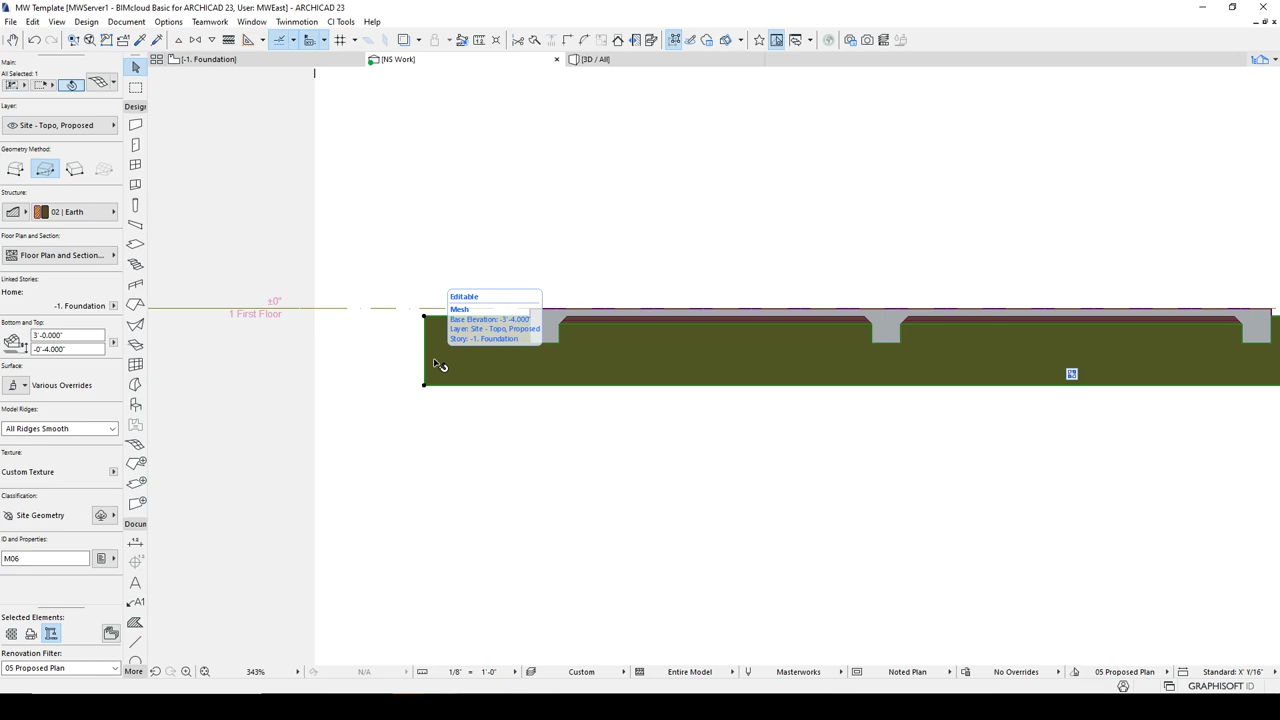 MW Template [MWServer1 - BIMcloud Basic for ARCHICAD 23, User: MWEast] - ARCHICAD 23
File Edit View Design Document Options Teamwork Window Twinmotion CI Tools Help
Main:
All Selected: 1
[-1. Foundation]
[NS Work]
[3D / All]
Design
Layer:
Site - Topo, Proposed
Geometry Method:
Structure:
02 | Earth
Floor Plan and Section:
Floor Plan and Section...
Linked Stories:
Home:
-1. Foundation
Bottom and Top:
3'-0.000"
-0'-4.000"
Surface:
Various Overrides
Model Ridges:
All Ridges Smooth
Texture:
Custom Texture
Classification:
Site Geometry
ID and Properties:
M06
Selected Elements:
Renovation Filter:
05 Proposed Plan
Docun
1.2
A
A1
More
±0"
1 First Floor
Editable
Mesh
Base Elevation: -3'-4.000"
Layer: Site - Topo, Proposed
Story: -1. Foundation
343%
N/A
1/8" = 1'-0"
Custom
Entire Model
Masterworks
Noted Plan
No Overrides
05 Proposed Plan
Standard: X' Y/16"
GRAPHISOFT ID